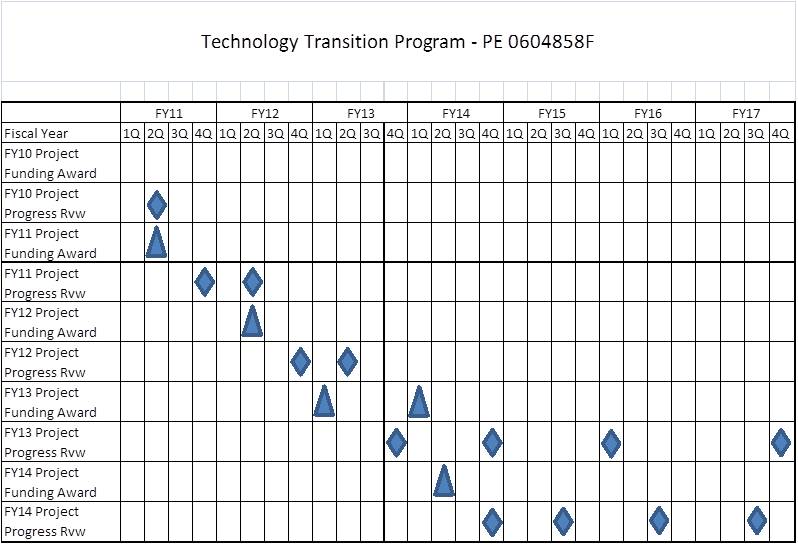 Technology Transition Program - PE 0604858F
FY11 FY12 FY13 FY14 FY15 FY16 FY17
Fiscal Year 1Q 2Q 3Q 4Q 1Q 2Q 3Q 4Q 1Q 2Q 3Q 4Q 1Q 2Q 3Q 4Q 1Q 2Q 3Q 4Q 1Q 2Q 3Q 4Q 1Q 2Q 3Q 4Q
FY10 Project
Funding Award
FY10 Project
Progress Rvw
FY11 Project
Funding Award
FY11 Project
Progress Rvw
FY12 Project
Funding Award
FY12 Project
Progress Rvw
FY13 Project
Funding Award
FY13 Project
Progress Rvw
FY14 Project
Funding Award
FY14 Project
Progress Rvw